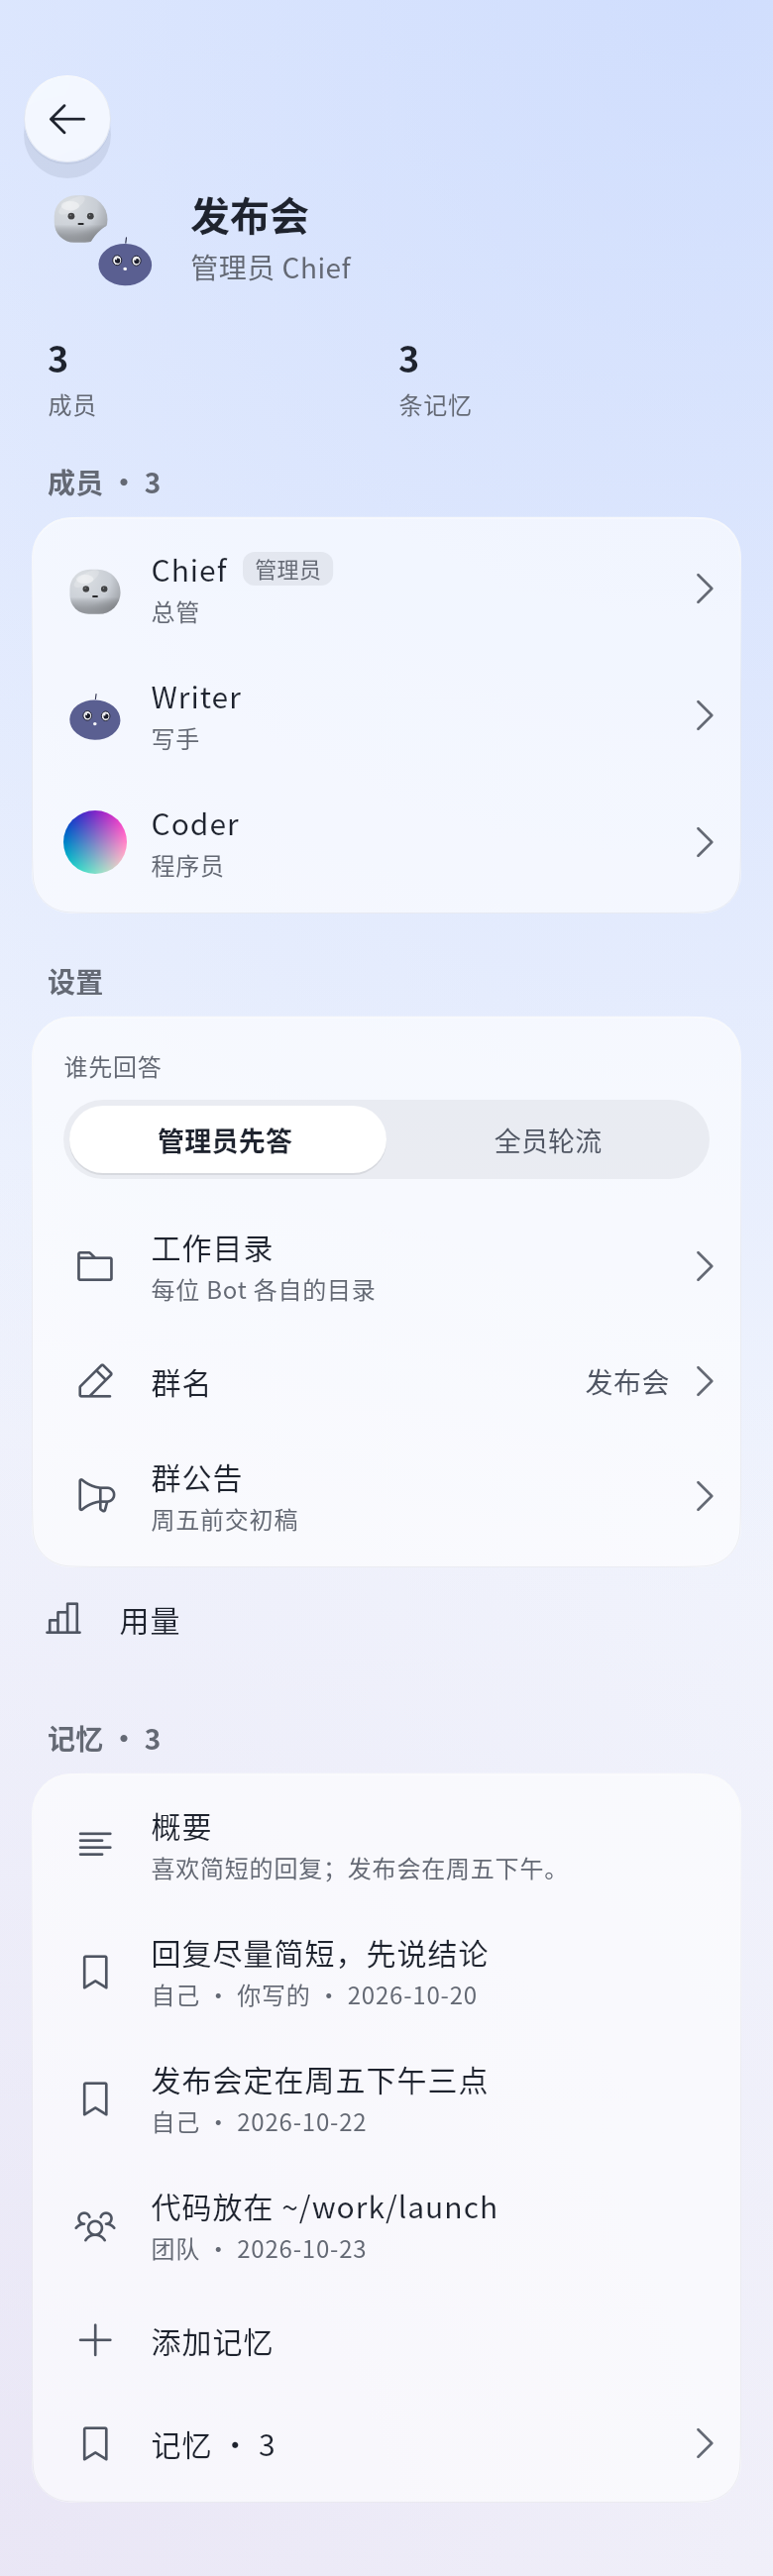 发布会
管理员 Chief
3
成员
3
条记忆
成员 · 3
Chief 管理员
总管
Writer
写手
Coder
程序员
设置
谁先回答
管理员先答
全员轮流
工作目录
每位 Bot 各自的目录
群名
发布会
群公告
周五前交初稿
用量
记忆 · 3
概要
喜欢简短的回复；发布会在周五下午。
回复尽量简短，先说结论
自己 · 你写的 · 2026-10-20
发布会定在周五下午三点
自己 · 2026-10-22
代码放在 ~/work/launch
团队 · 2026-10-23
添加记忆
记忆 · 3